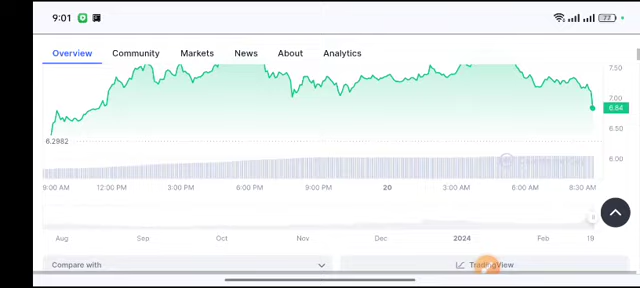 9:01
77
Overview Community Markets News About Analytics
7.50
7.00
6.84
6.50
6.2982
6.00
9:00 AM 12:00 PM 3:00 PM 6:00 PM 9:00 PM 20 3:00 AM 6:00 AM 8:30 AM
Aug Sep Oct Nov Dec 2024 Feb 19
Compare with TradingView